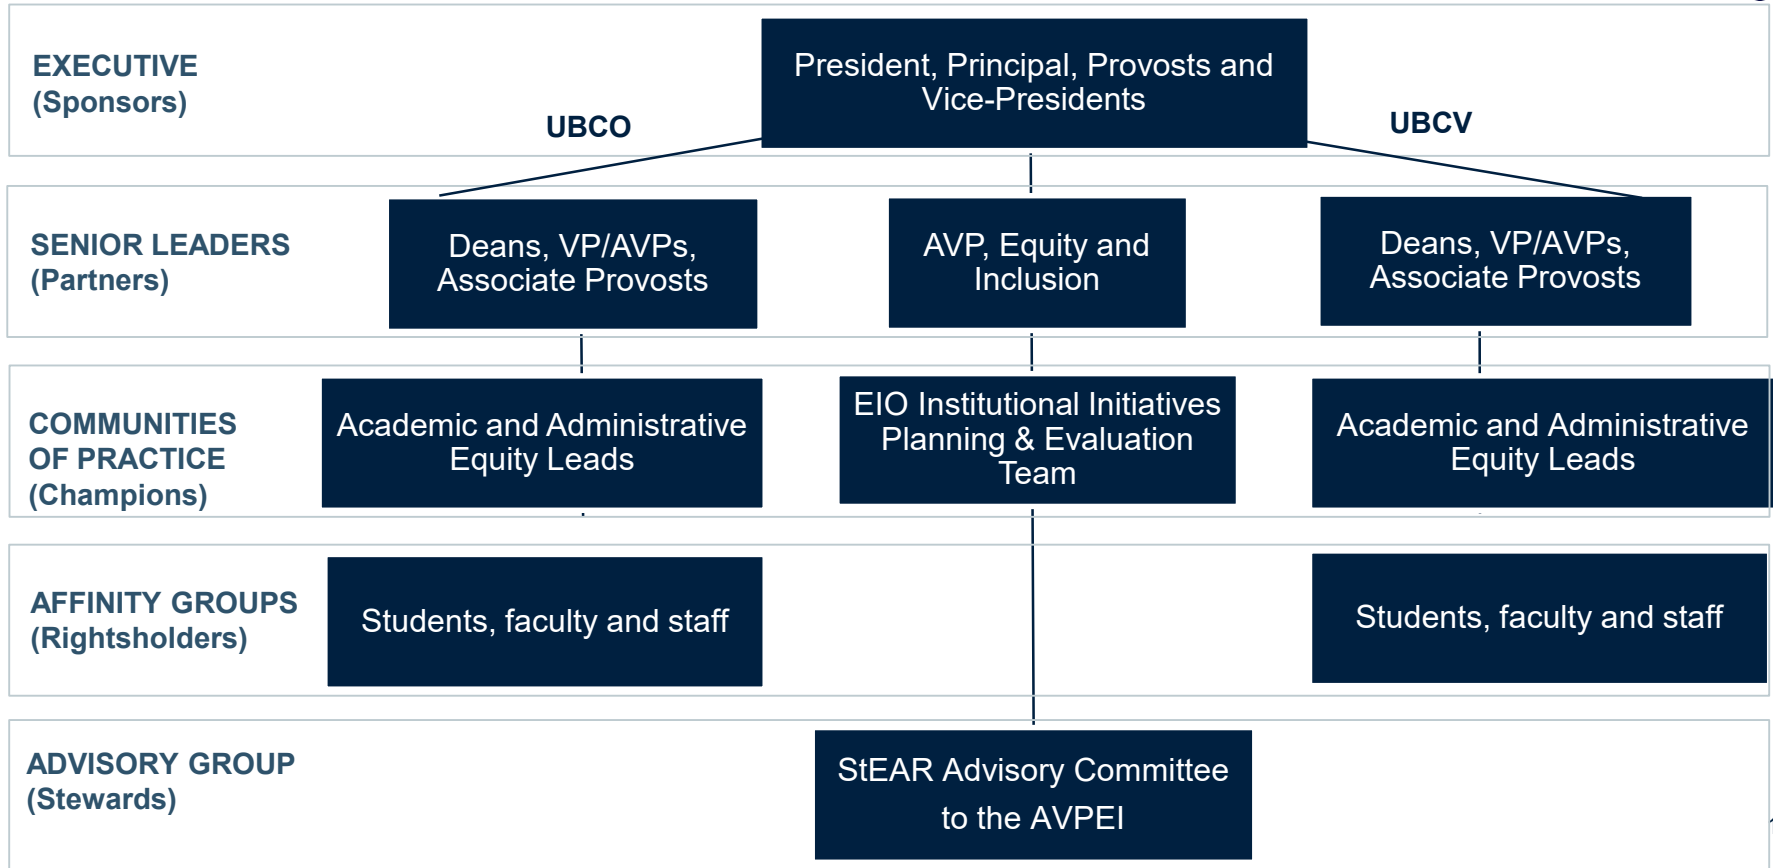 EXECUTIVE
(Sponsors)
President, Principal, Provosts and
Vice-Presidents
UBCO
UBCV
SENIOR LEADERS
(Partners)
Deans, VP/AVPs,
Associate Provosts
AVP, Equity and
Inclusion
Deans, VP/AVPs,
Associate Provosts
COMMUNITIES
OF PRACTICE
(Champions)
Academic and Administrative
Equity Leads
EIO Institutional Initiatives
Planning & Evaluation
Team
Academic and Administrative
Equity Leads
AFFINITY GROUPS
(Rightsholders)
Students, faculty and staff
Students, faculty and staff
ADVISORY GROUP
(Stewards)
StEAR Advisory Committee
to the AVPEI